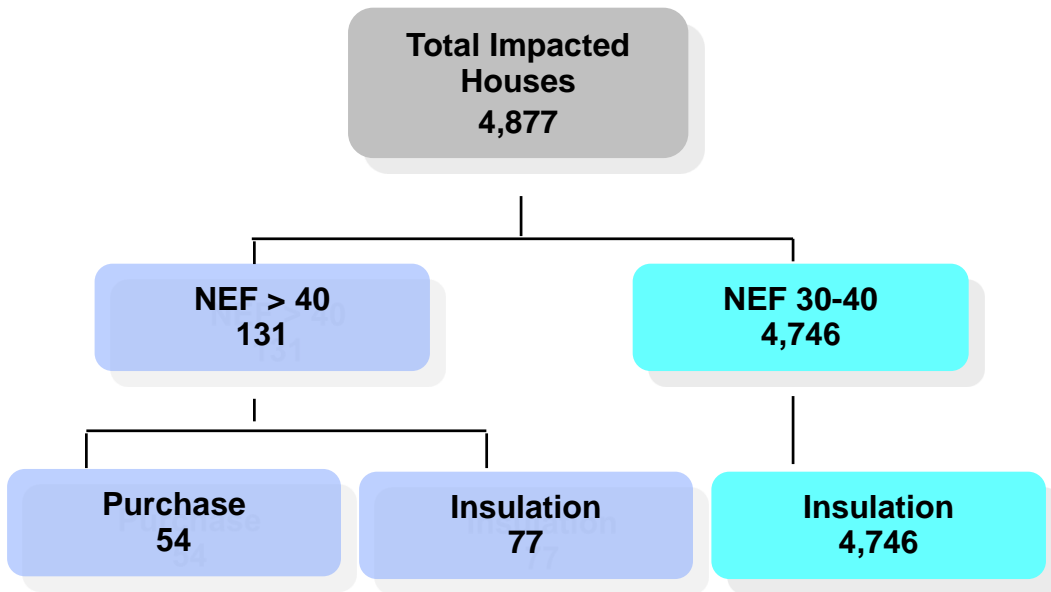 Total Impacted
Houses
4,877
NEF > 40
131
NEF 30-40
4,746
Purchase
54
Insulation
77
Insulation
4,746